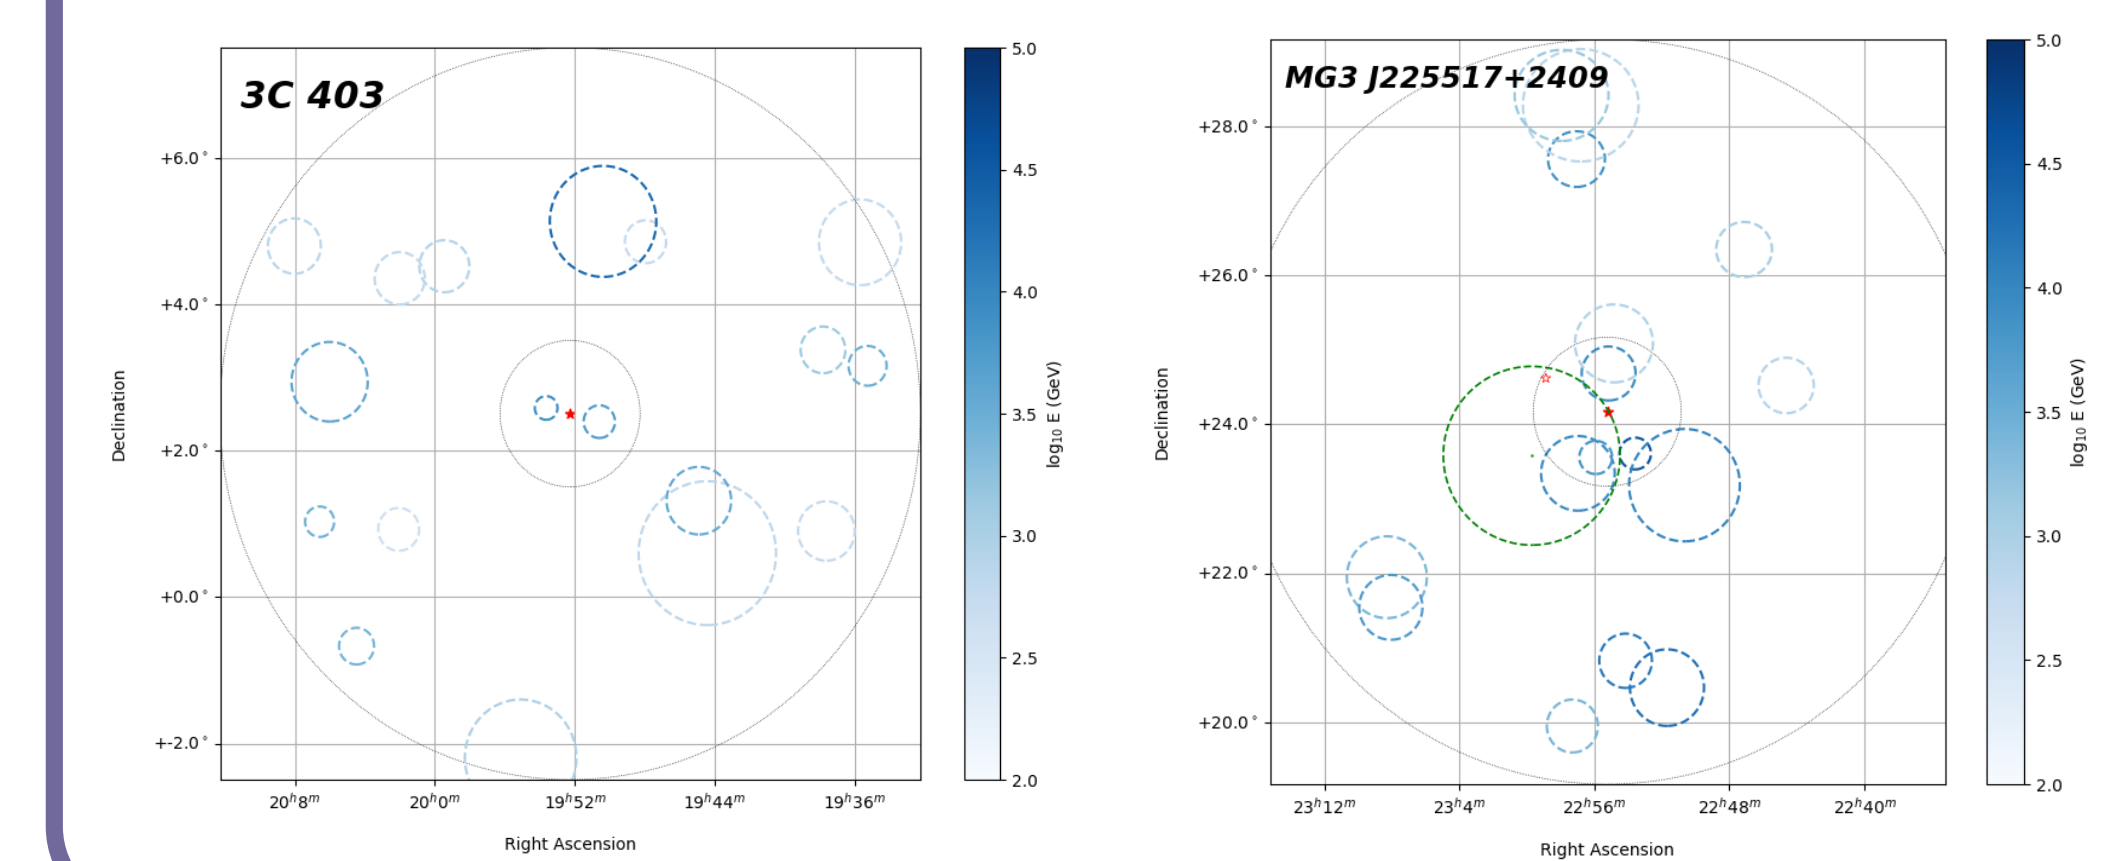 3C 403
+6.0°
+4.0°
+2.0°
+0.0°
+-2.0°
Declination
20h8m 20h0m 19h52m 19h44m 19h36m
Right Ascension
5.0
4.5
4.0
3.5
3.0
2.5
2.0
log10 E (GeV)
MG3 J225517+2409
+28.0°
+26.0°
+24.0°
+22.0°
+20.0°
Declination
23h12m 23h4m 22h56m 22h48m 22h40m
Right Ascension
5.0
4.5
4.0
3.5
3.0
2.5
2.0
log10 E (GeV)